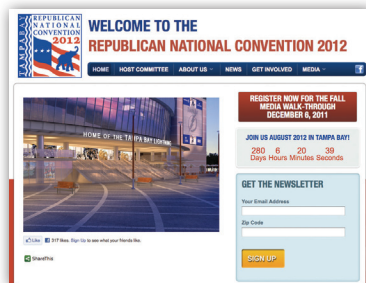 TAMPABAY
REPUBLICAN
NATIONAL
CONVENTION
2012
WELCOME TO THE
REPUBLICAN NATIONAL CONVENTION 2012
HOME HOST COMMITTEE ABOUT US NEWS GET INVOLVED MEDIA f
REGISTER NOW FOR THE FALL
MEDIA WALK-THROUGH
DECEMBER 6, 2011
HOME OF THE TAMPA BAY LIGHTNING
JOIN US AUGUST 2012 IN TAMPA BAY!
280 6 20 39
Days Hours Minutes Seconds
GET THE NEWSLETTER
Your Email Address
Zip Code
SIGN UP
Like f 517 likes. Sign Up to see what your friends like.
ShareThis